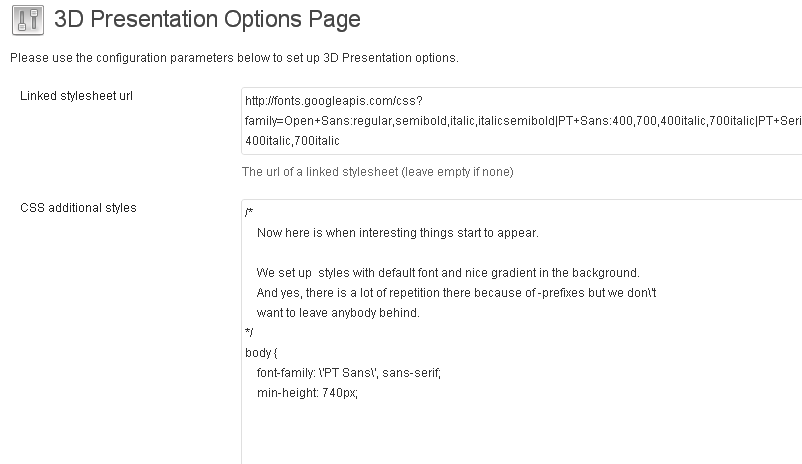 3D Presentation Options Page
Please use the configuration parameters below to set up 3D Presentation options.
Linked stylesheet url
http://fonts.googleapis.com/css?
family=Open+Sans:regular,semibold,italic,italicsemibold|PT+Sans:400,700,400italic,700italic|PT+Seri
400italic,700italic
The url of a linked stylesheet (leave empty if none)
CSS additional styles
/*
Now here is when interesting things start to appear.
We set up  styles with default font and nice gradient in the background.
And yes, there is a lot of repetition there because of -prefixes but we don\'t
want to leave anybody behind.
*/
body {
font-family: \'PT Sans\', sans-serif;
min-height: 740px;